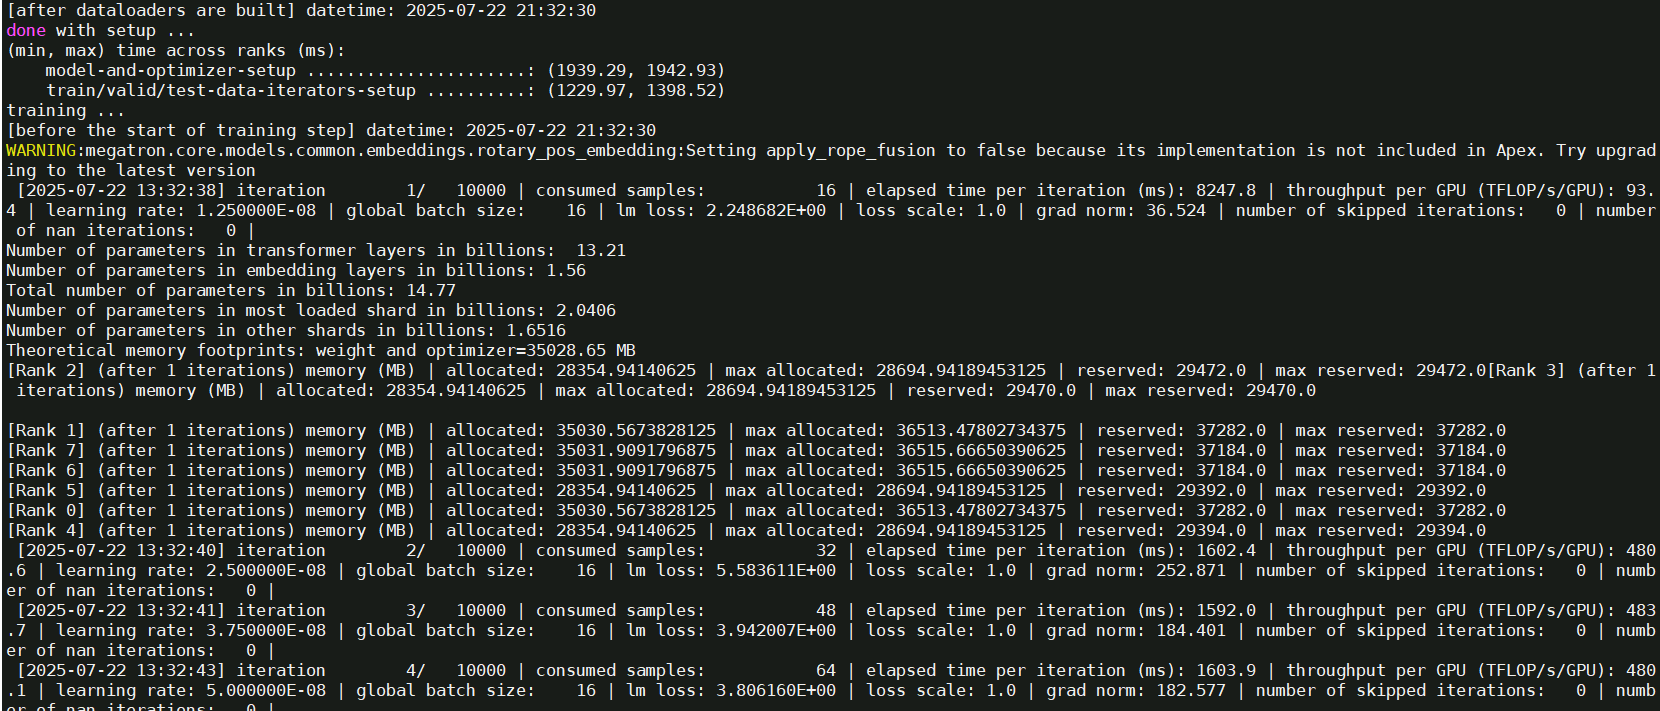 [after dataloaders are built] datetime: 2025-07-22 21:32:30
done with setup ...
(min, max) time across ranks (ms):
    model-and-optimizer-setup ......................: (1939.29, 1942.93)
    train/valid/test-data-iterators-setup ..........: (1229.97, 1398.52)
training ...
[before the start of training step] datetime: 2025-07-22 21:32:30
WARNING:megatron.core.models.common.embeddings.rotary_pos_embedding:Setting apply_rope_fusion to false because its implementation is not included in Apex. Try upgrad
ing to the latest version
 [2025-07-22 13:32:38] iteration        1/   10000 | consumed samples:           16 | elapsed time per iteration (ms): 8247.8 | throughput per GPU (TFLOP/s/GPU): 93.
4 | learning rate: 1.250000E-08 | global batch size:    16 | lm loss: 2.248682E+00 | loss scale: 1.0 | grad norm: 36.524 | number of skipped iterations:   0 | number
 of nan iterations:   0 |
Number of parameters in transformer layers in billions:  13.21
Number of parameters in embedding layers in billions: 1.56
Total number of parameters in billions: 14.77
Number of parameters in most loaded shard in billions: 2.0406
Number of parameters in other shards in billions: 1.6516
Theoretical memory footprints: weight and optimizer=35028.65 MB
[Rank 2] (after 1 iterations) memory (MB) | allocated: 28354.94140625 | max allocated: 28694.94189453125 | reserved: 29472.0 | max reserved: 29472.0[Rank 3] (after 1
 iterations) memory (MB) | allocated: 28354.94140625 | max allocated: 28694.94189453125 | reserved: 29470.0 | max reserved: 29470.0

[Rank 1] (after 1 iterations) memory (MB) | allocated: 35030.5673828125 | max allocated: 36513.47802734375 | reserved: 37282.0 | max reserved: 37282.0
[Rank 7] (after 1 iterations) memory (MB) | allocated: 35031.9091796875 | max allocated: 36515.66650390625 | reserved: 37184.0 | max reserved: 37184.0
[Rank 6] (after 1 iterations) memory (MB) | allocated: 35031.9091796875 | max allocated: 36515.66650390625 | reserved: 37184.0 | max reserved: 37184.0
[Rank 5] (after 1 iterations) memory (MB) | allocated: 28354.94140625 | max allocated: 28694.94189453125 | reserved: 29392.0 | max reserved: 29392.0
[Rank 0] (after 1 iterations) memory (MB) | allocated: 35030.5673828125 | max allocated: 36513.47802734375 | reserved: 37282.0 | max reserved: 37282.0
[Rank 4] (after 1 iterations) memory (MB) | allocated: 28354.94140625 | max allocated: 28694.94189453125 | reserved: 29394.0 | max reserved: 29394.0
 [2025-07-22 13:32:40] iteration        2/   10000 | consumed samples:           32 | elapsed time per iteration (ms): 1602.4 | throughput per GPU (TFLOP/s/GPU): 480
.6 | learning rate: 2.500000E-08 | global batch size:    16 | lm loss: 5.583611E+00 | loss scale: 1.0 | grad norm: 252.871 | number of skipped iterations:   0 | numb
er of nan iterations:   0 |
 [2025-07-22 13:32:41] iteration        3/   10000 | consumed samples:           48 | elapsed time per iteration (ms): 1592.0 | throughput per GPU (TFLOP/s/GPU): 483
.7 | learning rate: 3.750000E-08 | global batch size:    16 | lm loss: 3.942007E+00 | loss scale: 1.0 | grad norm: 184.401 | number of skipped iterations:   0 | numb
er of nan iterations:   0 |
 [2025-07-22 13:32:43] iteration        4/   10000 | consumed samples:           64 | elapsed time per iteration (ms): 1603.9 | throughput per GPU (TFLOP/s/GPU): 480
.1 | learning rate: 5.000000E-08 | global batch size:    16 | lm loss: 3.806160E+00 | loss scale: 1.0 | grad norm: 182.577 | number of skipped iterations:   0 | numb
er of nan iterations:   0 |